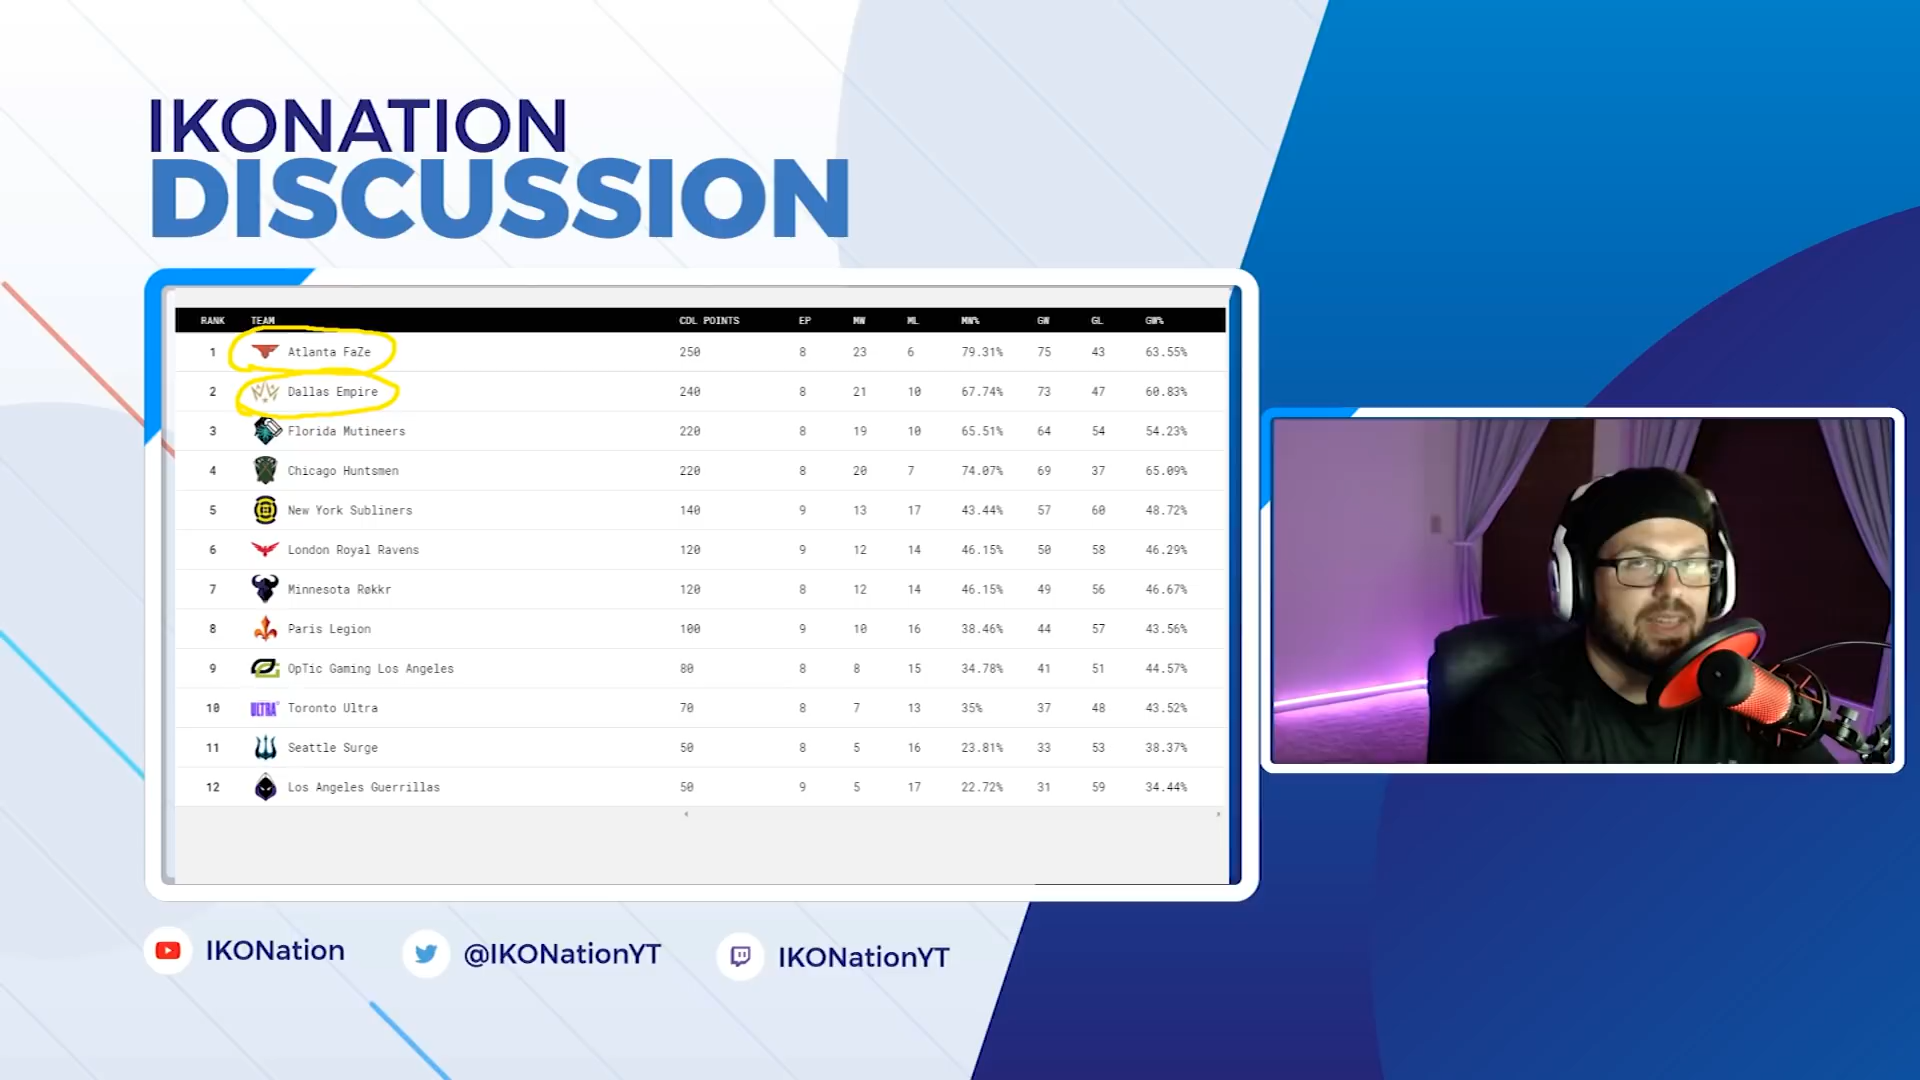 IKONATION
DISCUSSION
RANK TEAM CDL POINTS EP MW ML MW% GW GL GW%
1 Atlanta FaZe 250 8 23 6 79.31% 75 43 63.55%
2 Dallas Empire 240 8 21 10 67.74% 73 47 60.83%
3 Florida Mutineers 220 8 19 10 65.51% 64 54 54.23%
4 Chicago Huntsmen 220 8 20 7 74.07% 69 37 65.09%
5 New York Subliners 140 9 13 17 43.44% 57 60 48.72%
6 London Royal Ravens 120 9 12 14 46.15% 50 58 46.29%
7 Minnesota Røkkr 120 8 12 14 46.15% 49 56 46.67%
8 Paris Legion 100 9 10 16 38.46% 44 57 43.56%
9 OpTic Gaming Los Angeles 80 8 8 15 34.78% 41 51 44.57%
10 ULTRA Toronto Ultra 70 8 7 13 35% 37 48 43.52%
11 Seattle Surge 50 8 5 16 23.81% 33 53 38.37%
12 Los Angeles Guerrillas 50 9 5 17 22.72% 31 59 34.44%
IKONation @IKONationYT IKONationYT